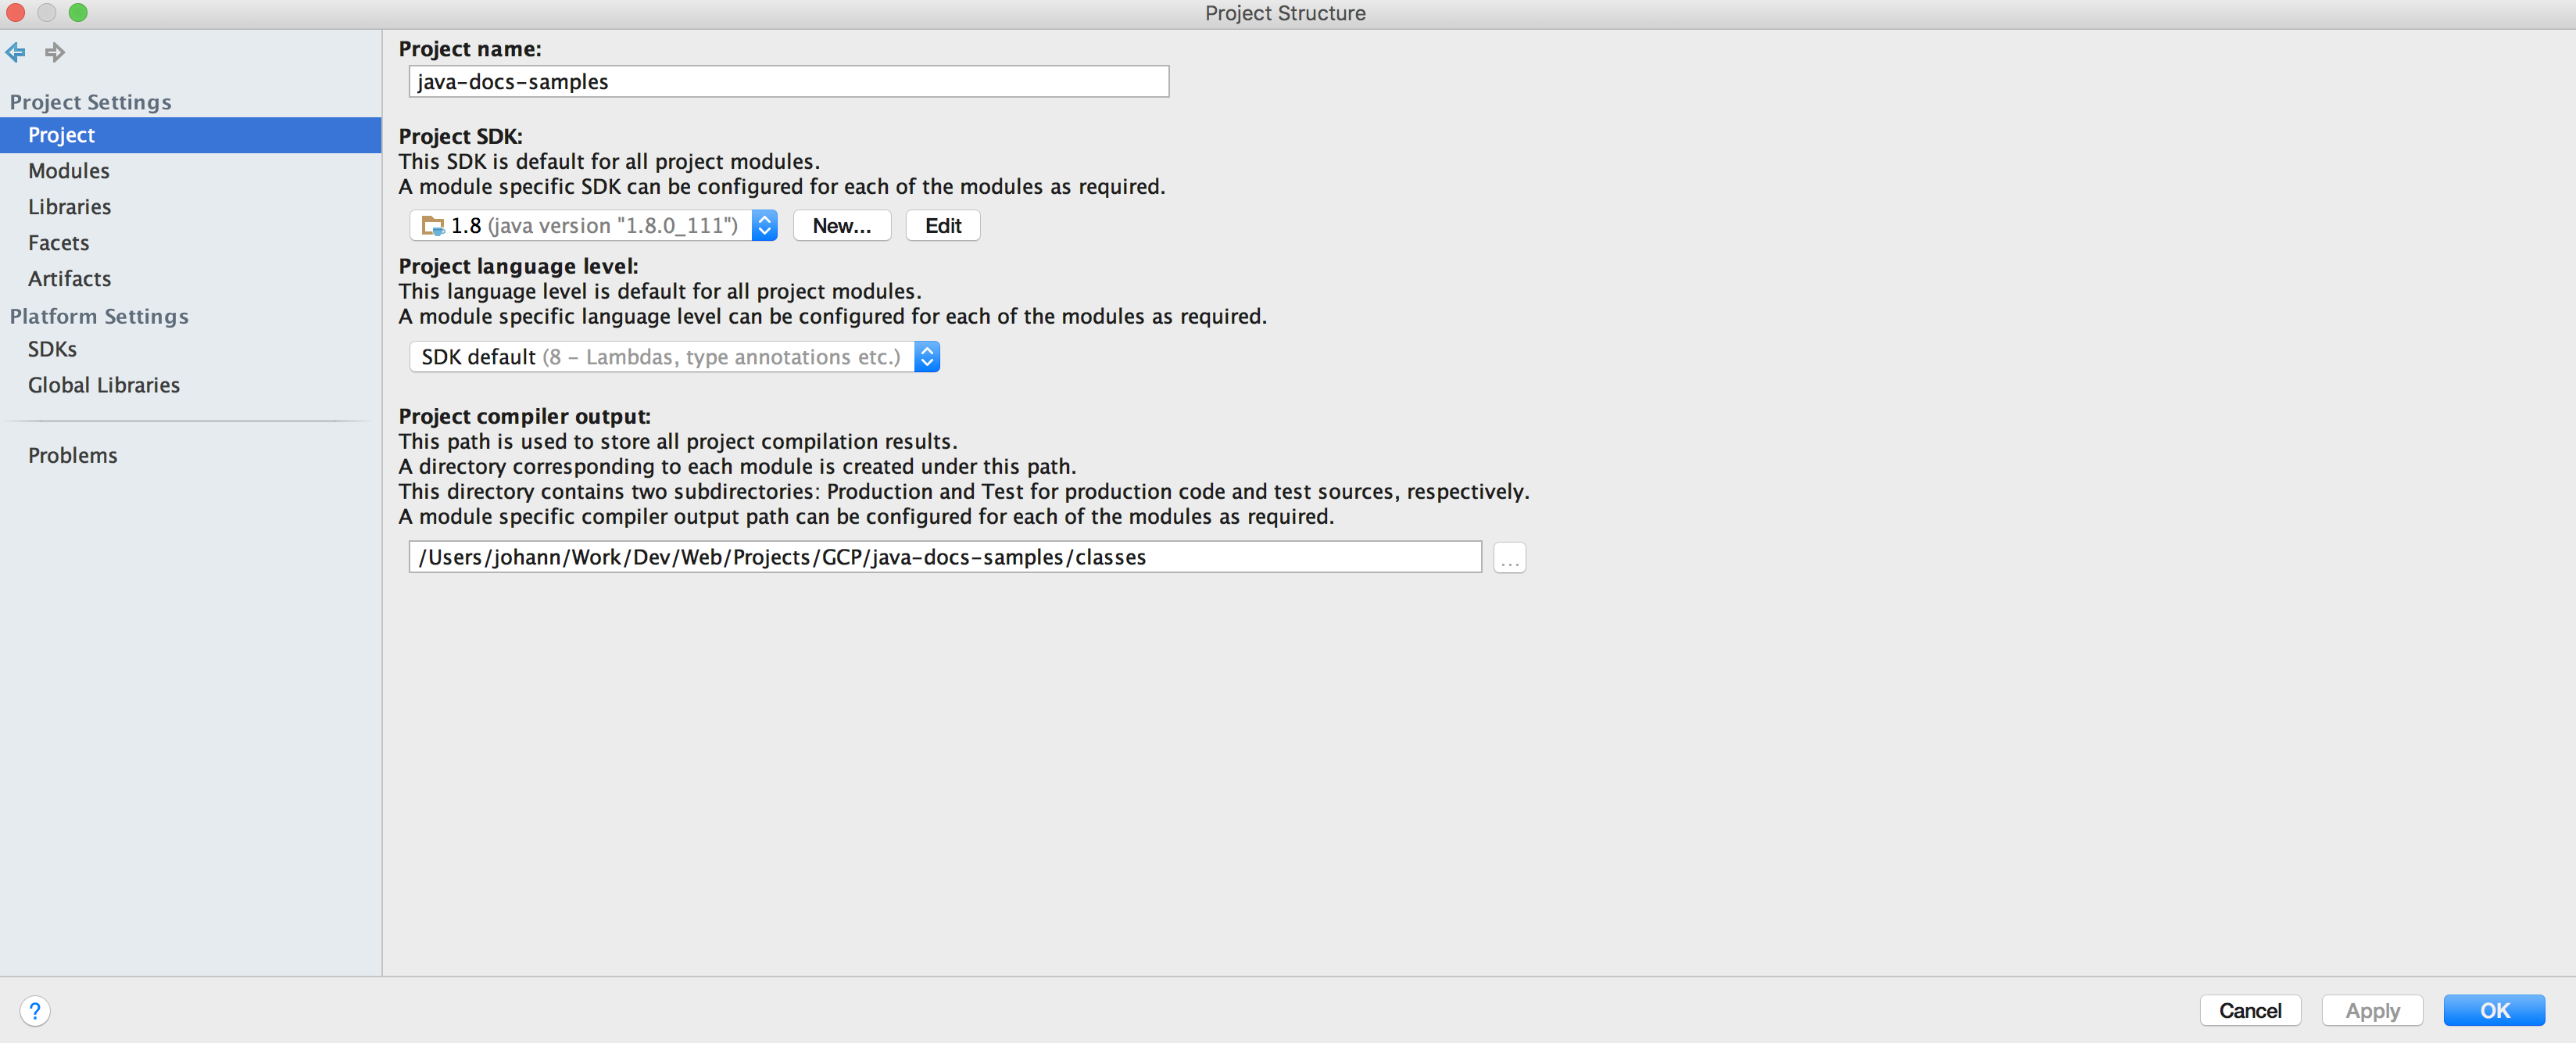 Project Structure
Project Settings
Project
Modules
Libraries
Facets
Artifacts
Platform Settings
SDKs
Global Libraries
Problems
Project name:
java-docs-samples
Project SDK:
This SDK is default for all project modules.
A module specific SDK can be configured for each of the modules as required.
1.8 (java version "1.8.0_111") New... Edit
Project language level:
This language level is default for all project modules.
A module specific language level can be configured for each of the modules as required.
SDK default (8 – Lambdas, type annotations etc.)
Project compiler output:
This path is used to store all project compilation results.
A directory corresponding to each module is created under this path.
This directory contains two subdirectories: Production and Test for production code and test sources, respectively.
A module specific compiler output path can be configured for each of the modules as required.
/Users/johann/Work/Dev/Web/Projects/GCP/java-docs-samples/classes ...
? Cancel Apply OK